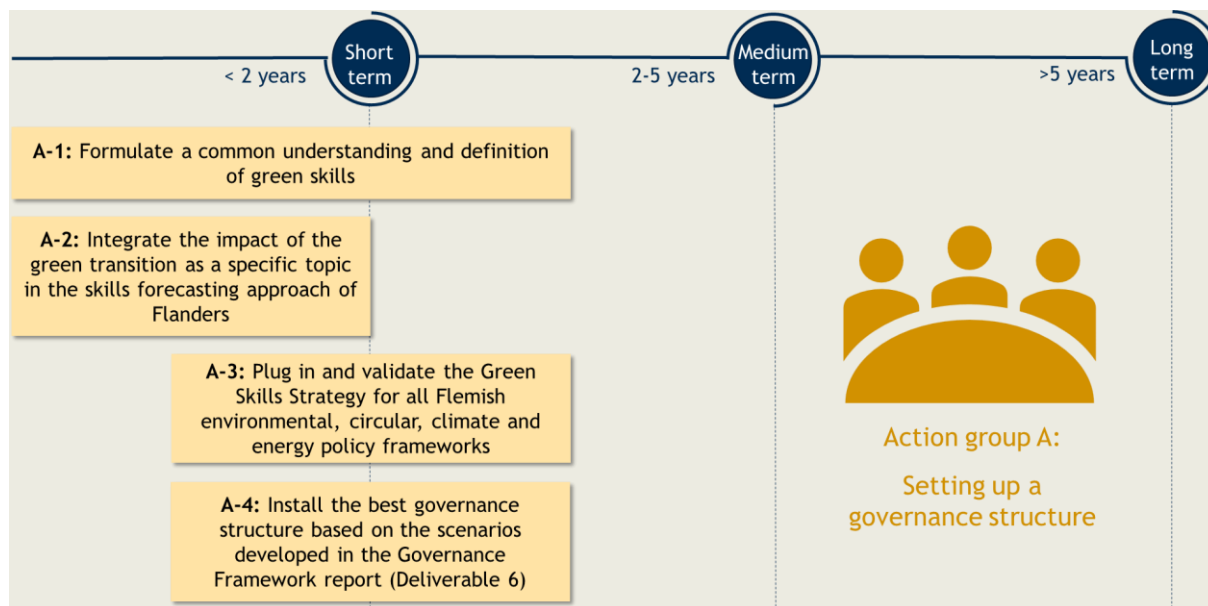 Short
term
< 2 years
Medium
term
2-5 years
Long
term
>5 years
A-1: Formulate a common understanding and definition
of green skills
A-2: Integrate the impact of the
green transition as a specific topic
in the skills forecasting approach of
Flanders
A-3: Plug in and validate the Green
Skills Strategy for all Flemish
environmental, circular, climate and
energy policy frameworks
A-4: Install the best governance
structure based on the scenarios
developed in the Governance
Framework report (Deliverable 6)
Action group A:
Setting up a
governance structure